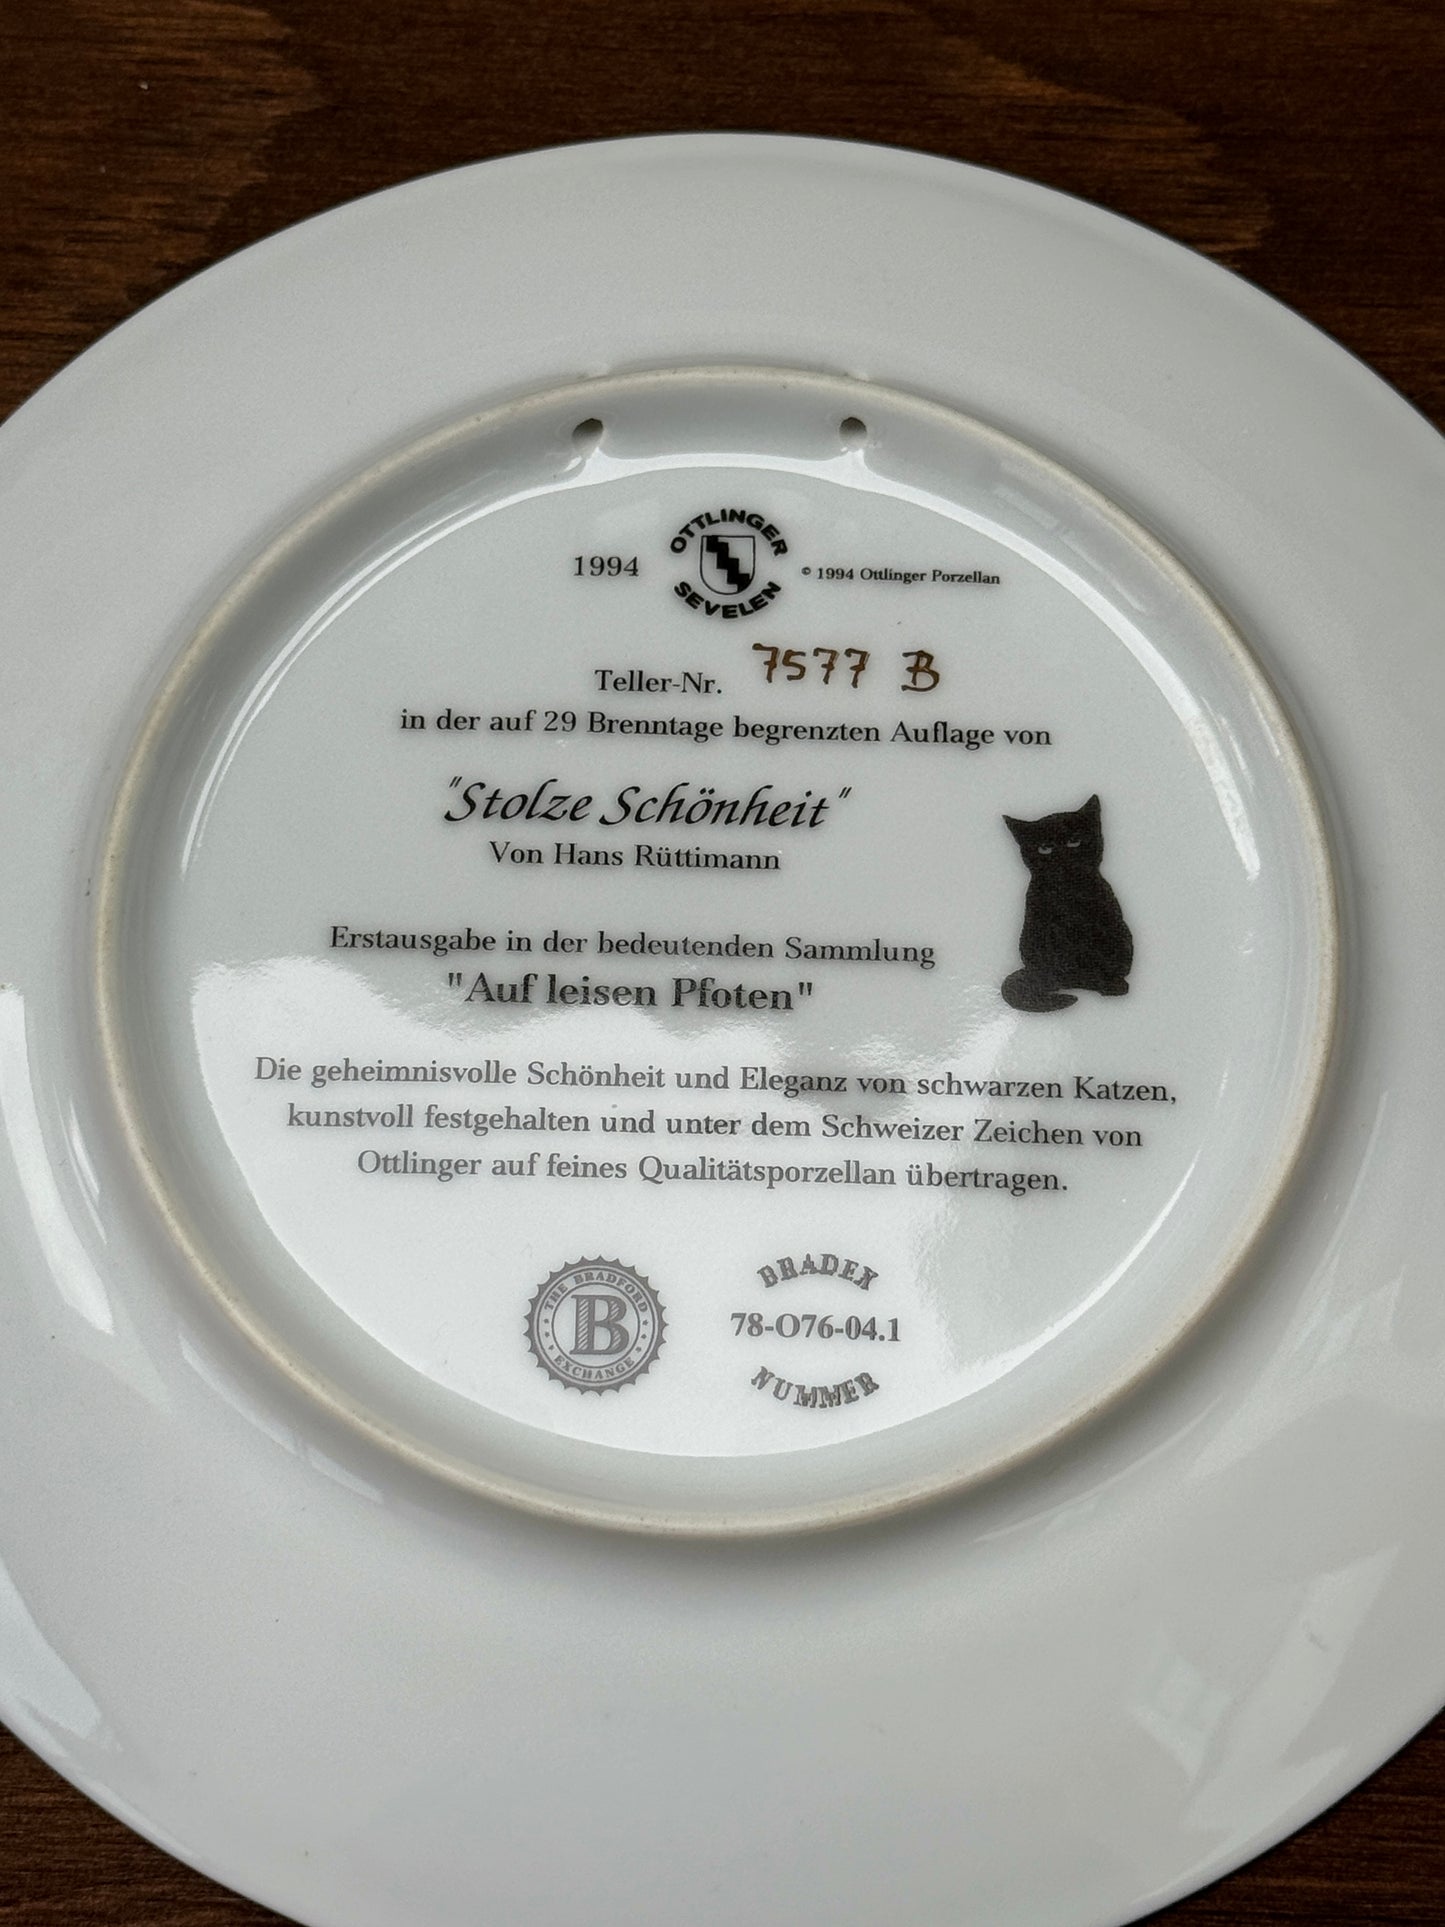 OTTLINGER
1994
© 1994 Ottlinger Porzellan
SEVELEN
Teller-Nr. 7577 B
in der auf 29 Brenntage begrenzten Auflage von
"Stolze Schönheit"
Von Hans Rüttimann
Erstausgabe in der bedeutenden Sammlung
"Auf leisen Pfoten"
Die geheimnisvolle Schönheit und Eleganz von schwarzen Katzen,
kunstvoll festgehalten und unter dem Schweizer Zeichen von
Ottlinger auf feines Qualitätsporzellan übertragen.
THE BRADFORD
B
EXCHANGE
BRADEX
78-O76-04.1
NUMMER